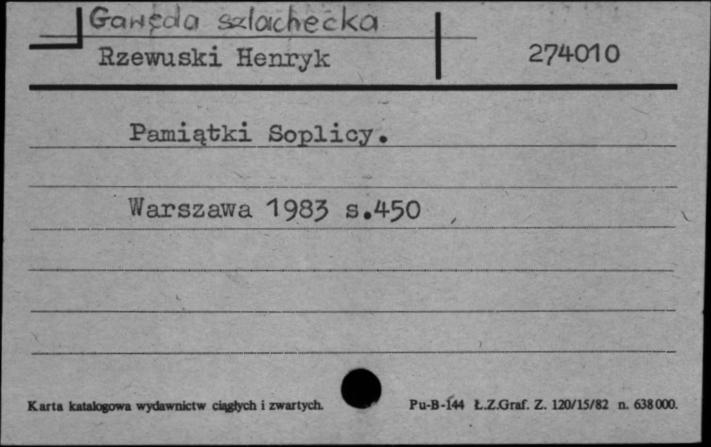 Gawęda szlachecka
Rzewuski Henryk 274010
Pamiątki Soplicy.
Warszawa 1983 s.450
Karta katalogowa wydawnictw ciągłych i zwartych. Pu-B-144 Ł.Z.Graf. Z. 120/15/82 n. 638000.